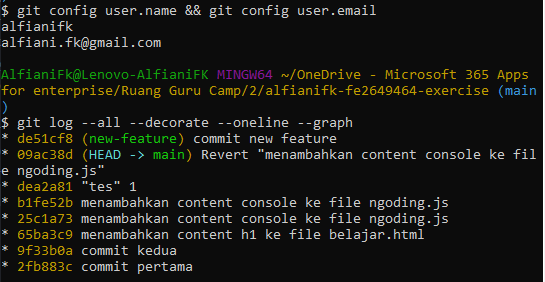 $ git config user.name && git config user.email
alfianifk
alfiani.fk@gmail.com
AlfianiFk@Lenovo-AlfianiFK MINGW64 ~/OneDrive - Microsoft 365 Apps
for enterprise/Ruang Guru Camp/2/alfianifk-fe2649464-exercise (main
)
$ git log --all --decorate --oneline --graph
* de51cf8 (new-feature) commit new feature
* 09ac38d (HEAD -> main) Revert "menambahkan content console ke fil
e ngoding.js"
* dea2a81 "tes" 1
* b1fe52b menambahkan content console ke file ngoding.js
* 25c1a73 menambahkan content console ke file ngoding.js
* 65ba3c9 menambahkan content h1 ke file belajar.html
* 9f33b0a commit kedua
* 2fb883c commit pertama